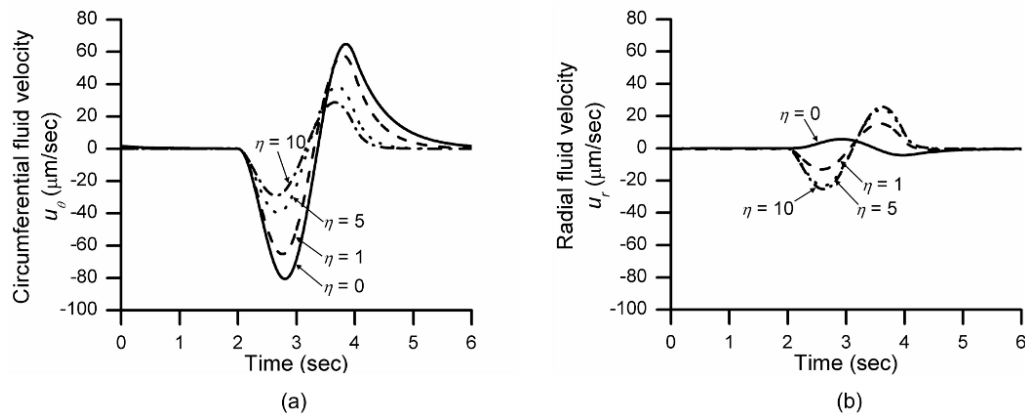 Circumferential fluid velocity
u_θ (μm/sec)
80
60
40
20
0
-20
-40
-60
-80
-100
η = 10
η = 5
η = 1
η = 0
0 1 2 3 4 5 6
Time (sec)
(a)
Radial fluid velocity
u_r (μm/sec)
80
60
40
20
0
-20
-40
-60
-80
-100
η = 0
η = 1
η = 10
η = 5
0 1 2 3 4 5 6
Time (sec)
(b)